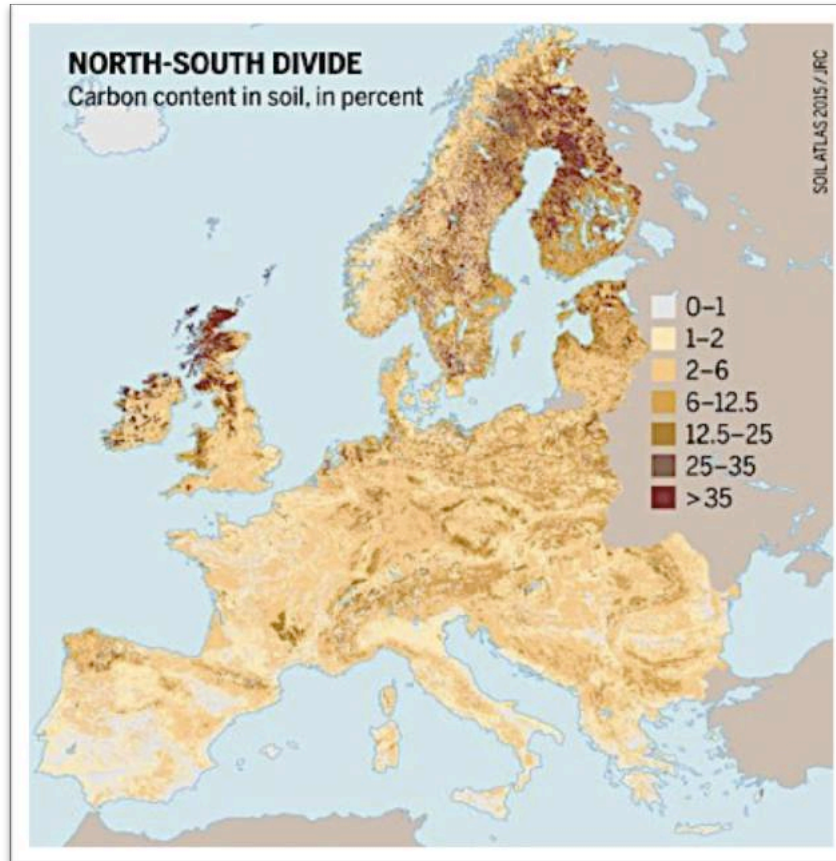 NORTH-SOUTH DIVIDE
Carbon content in soil, in percent
SOIL ATLAS 2015 / JRC
0–1
1–2
2–6
6–12.5
12.5–25
25–35
>35